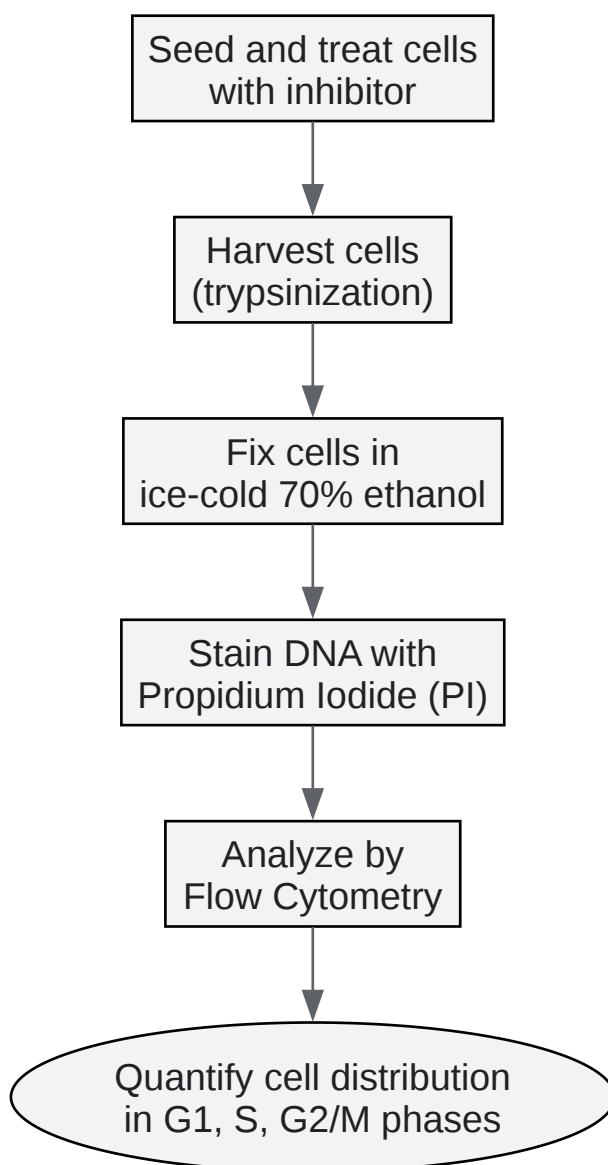 Seed and treat cells
with inhibitor
Harvest cells
(trypsinization)
Fix cells in
ice-cold 70% ethanol
Stain DNA with
Propidium Iodide (PI)
Analyze by
Flow Cytometry
Quantify cell distribution
in G1, S, G2/M phases